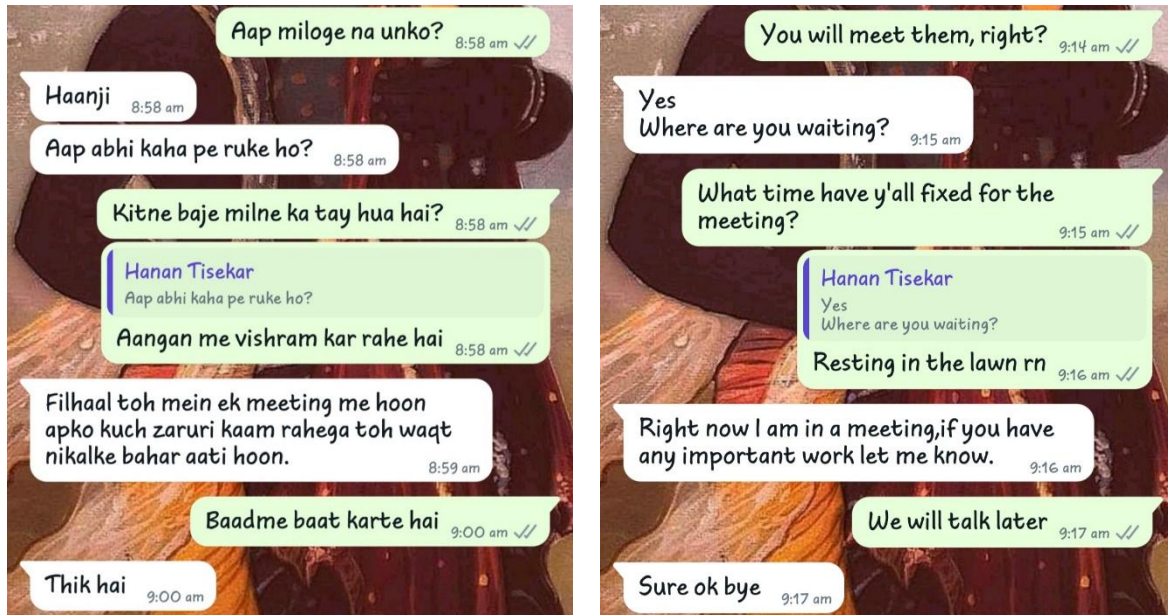 Aap miloge na unko?
8:58 am
Haanji
8:58 am
Aap abhi kaha pe ruke ho?
8:58 am
Kitne baje milne ka tay hua hai?
8:58 am
Hanan Tisekar
Aap abhi kaha pe ruke ho?
Aangan me vishram kar rahe hai
8:58 am
Filhaal toh mein ek meeting me hoon
apko kuch zaruri kaam rahega toh waqt
nikalke bahar aati hoon.
8:59 am
Baadme baat karte hai
9:00 am
Thik hai
9:00 am
You will meet them, right?
9:14 am
Yes
Where are you waiting?
9:15 am
What time have y'all fixed for the
meeting?
9:15 am
Hanan Tisekar
Yes
Where are you waiting?
Resting in the lawn rn
9:16 am
Right now I am in a meeting,if you have
any important work let me know.
9:16 am
We will talk later
9:17 am
Sure ok bye
9:17 am